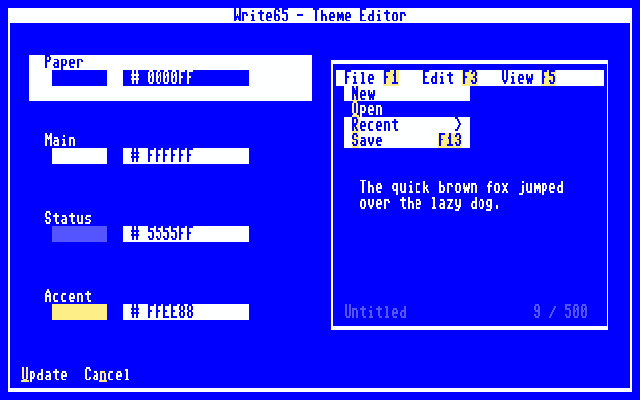 Write65 - Theme Editor
Paper
# 0000FF
Main
# FFFFFF
Status
# 5555FF
Accent
# FFEE88
File F1 Edit F3 View F5
New
Open
Recent >
Save F13
The quick brown fox jumped
over the lazy dog.
Untitled 9 / 500
Update Cancel